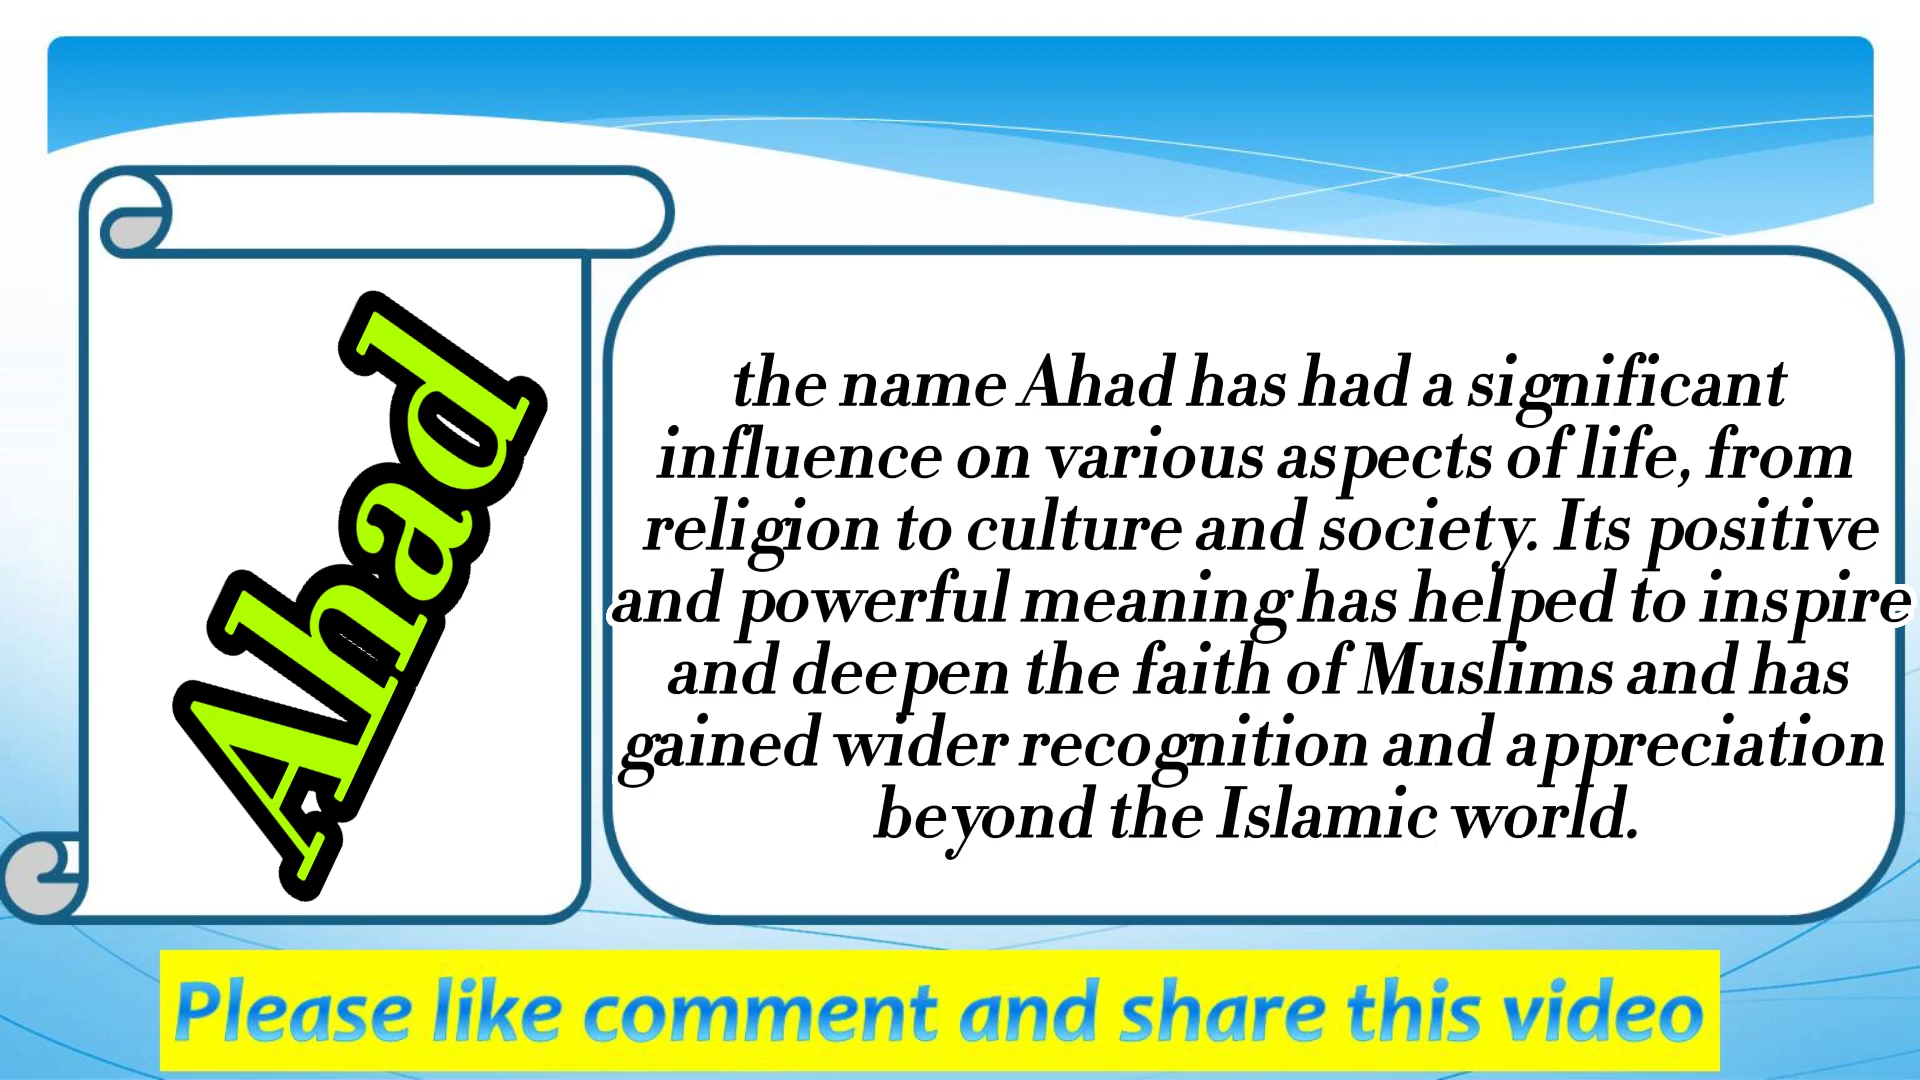 Ahad
the name Ahad has had a significant
influence on various aspects of life, from
religion to culture and society. Its positive
and powerful meaning has helped to inspire
and deepen the faith of Muslims and has
gained wider recognition and appreciation
beyond the Islamic world.
Please like comment and share this video